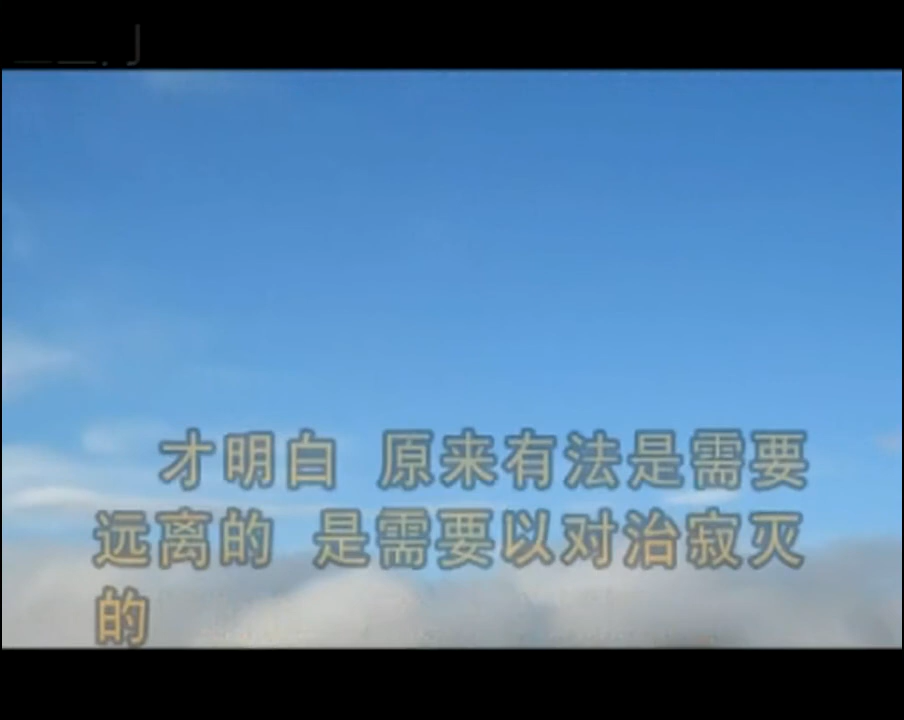 才明白 原来有法是需要
远离的 是需要以对治寂灭
的